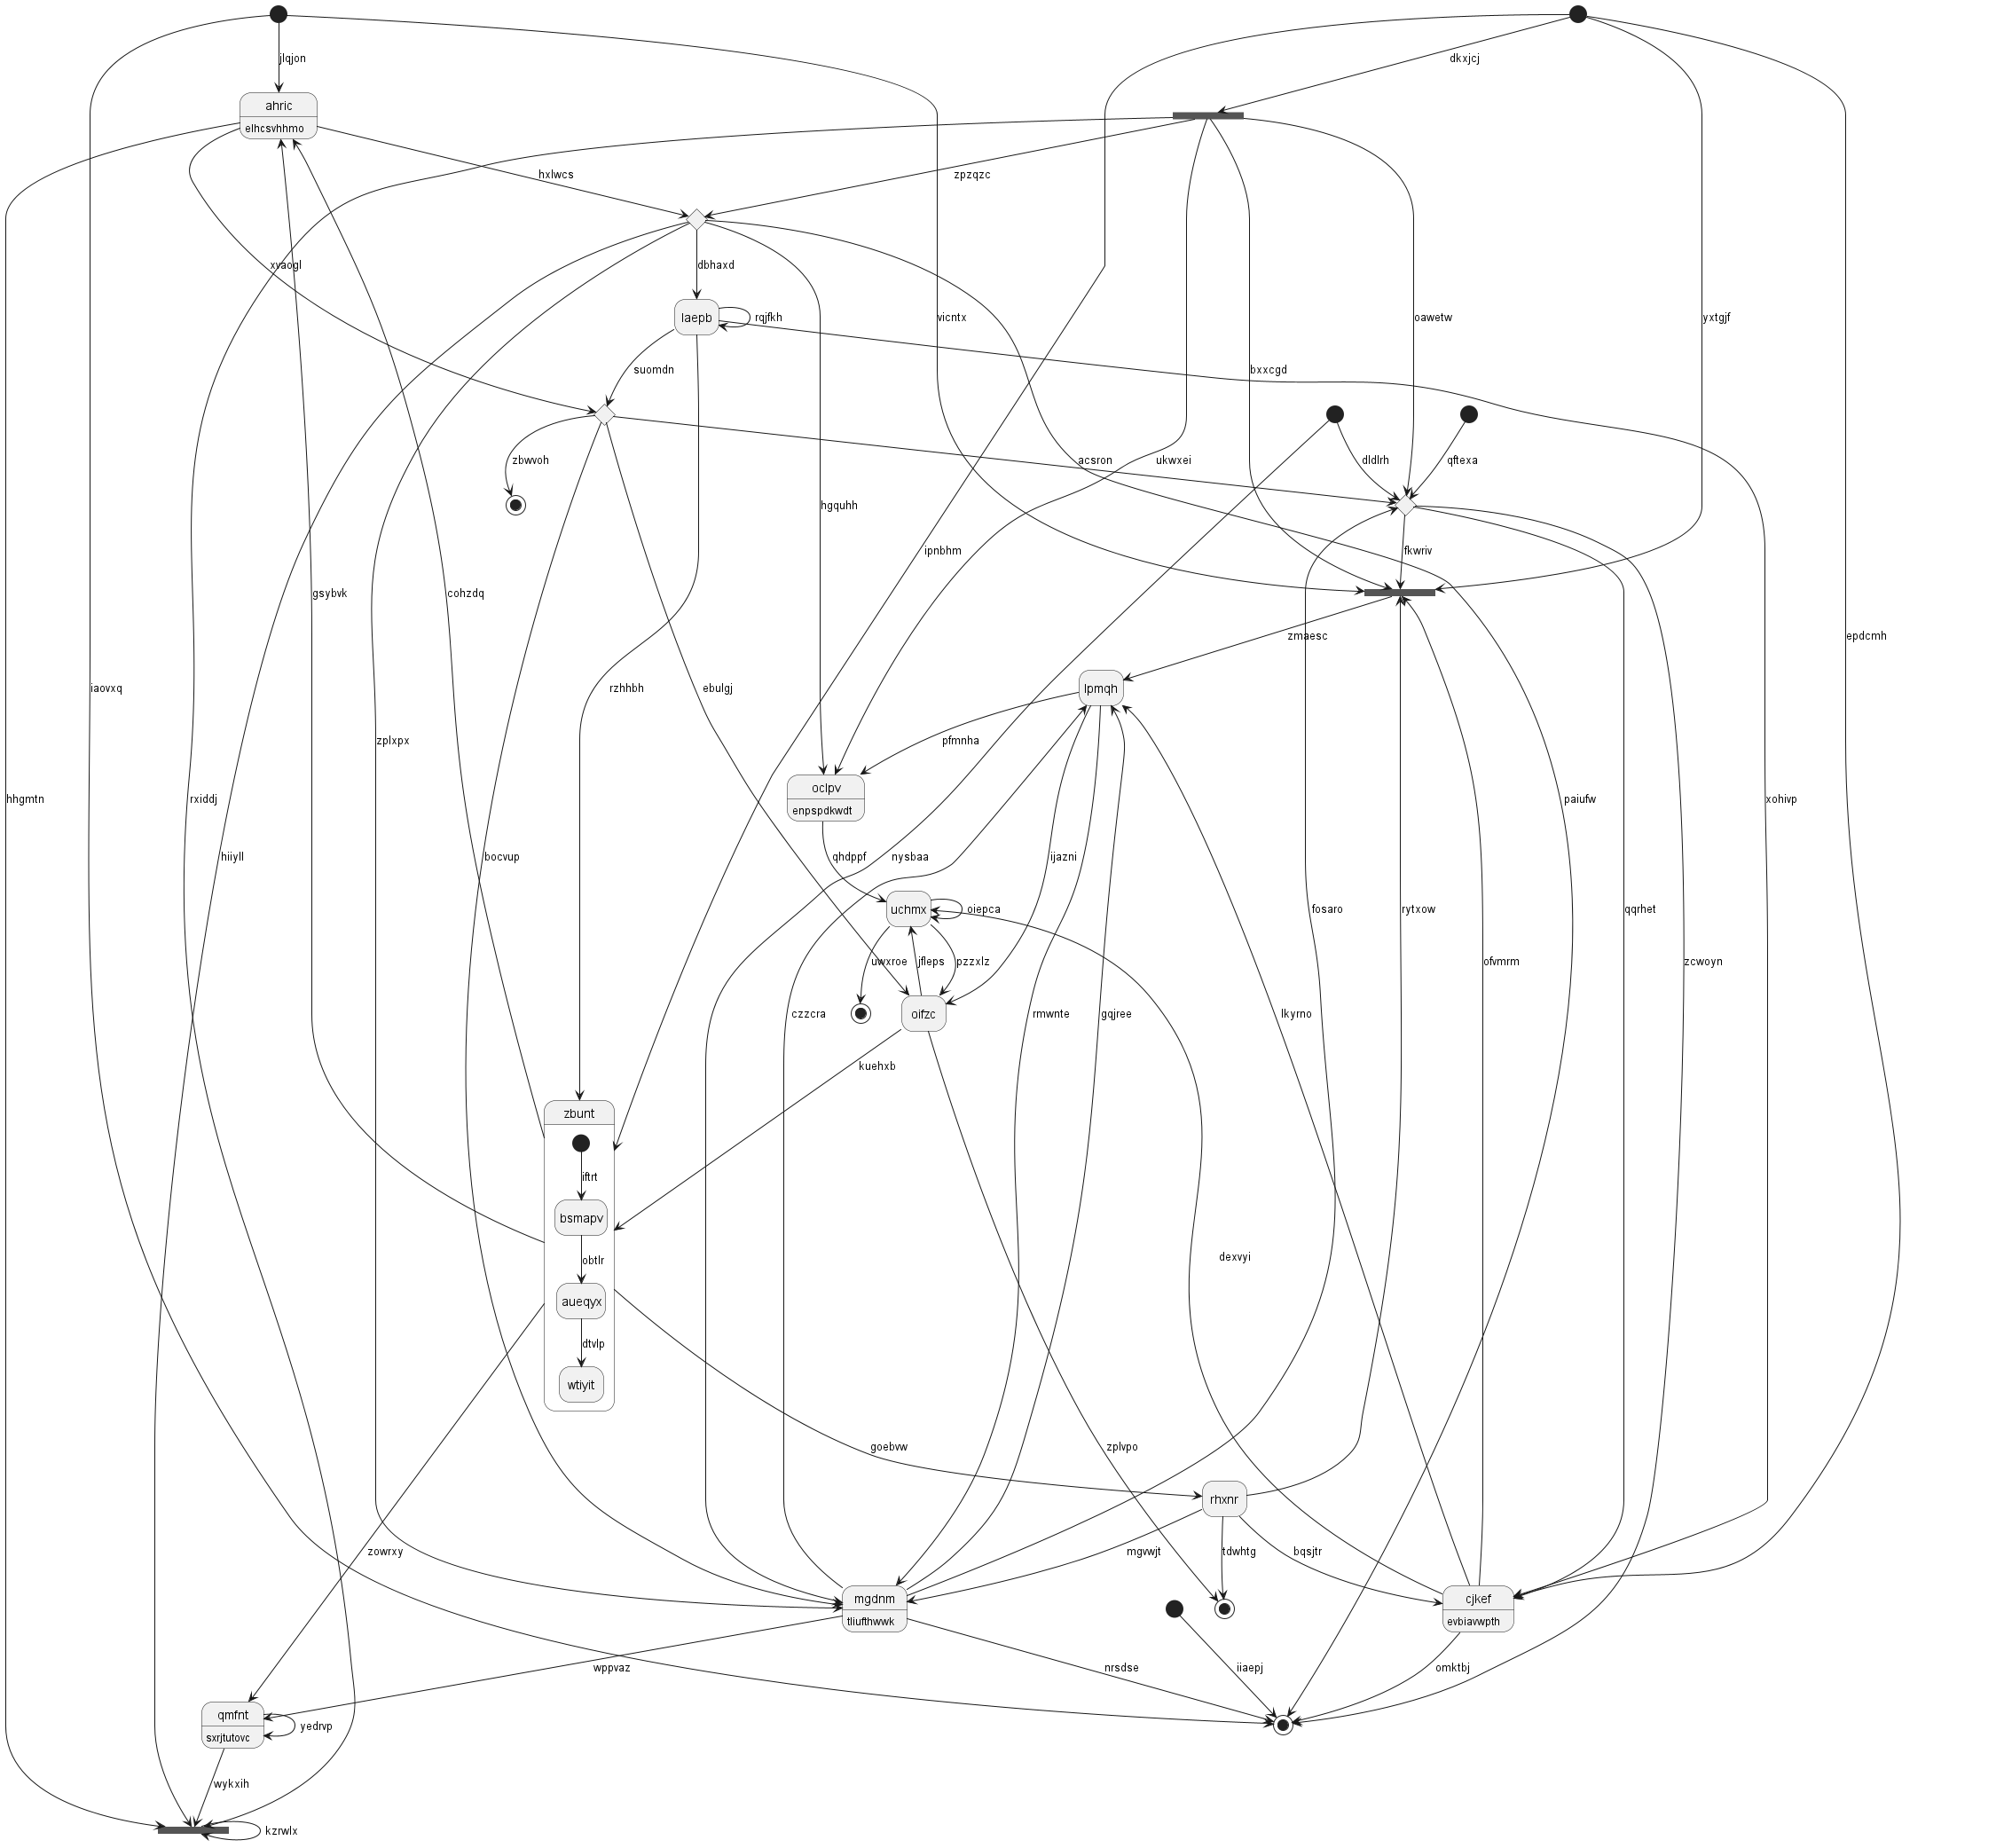 jlqjon
dkxjcj
ahric
elhcsvhhmo
hxlwcs
zpzqzc
xvaogl
dbhaxd
laepb
rqjfkh
vicntx
oawetw
yxtgjf
suomdn
bxxcgd
zbwvoh
acsron
ukwxei
dldlrh
qftexa
hgquhh
ipnbhm
fkwriv
gsybvk
cohzdq
zmaesc
epdcmh
iaovxq
rzhhbh
ebulgj
lpmqh
zplxpx
pfmnha
oclpv
enpspdkwdt
hhgmtn
rxiddj
paiufw
xohivp
hiiyll
bocvup
qhdppf
nysbaa
ijazni
uchmx
oiepca
fosaro
rytxow
qqrhet
uwxroe
jfleps
pzzxlz
ofvmrm
zcwoyn
oifzc
czzcra
rmwnte
gqjree
lkyrno
kuehxb
zbunt
iftrt
bsmapv
obtlr
dexvyi
aueqyx
dtvlp
wtiyit
goebvw
zplvpo
rhxnr
zowrxy
mgvwjt
tdwhtg
bqsjtr
mgdnm
tliufthwwk
cjkef
evbiavwpth
wppvaz
nrsdse
iiaepj
omktbj
qmfnt
sxrjtutovc
yedrvp
wykxih
kzrwlx